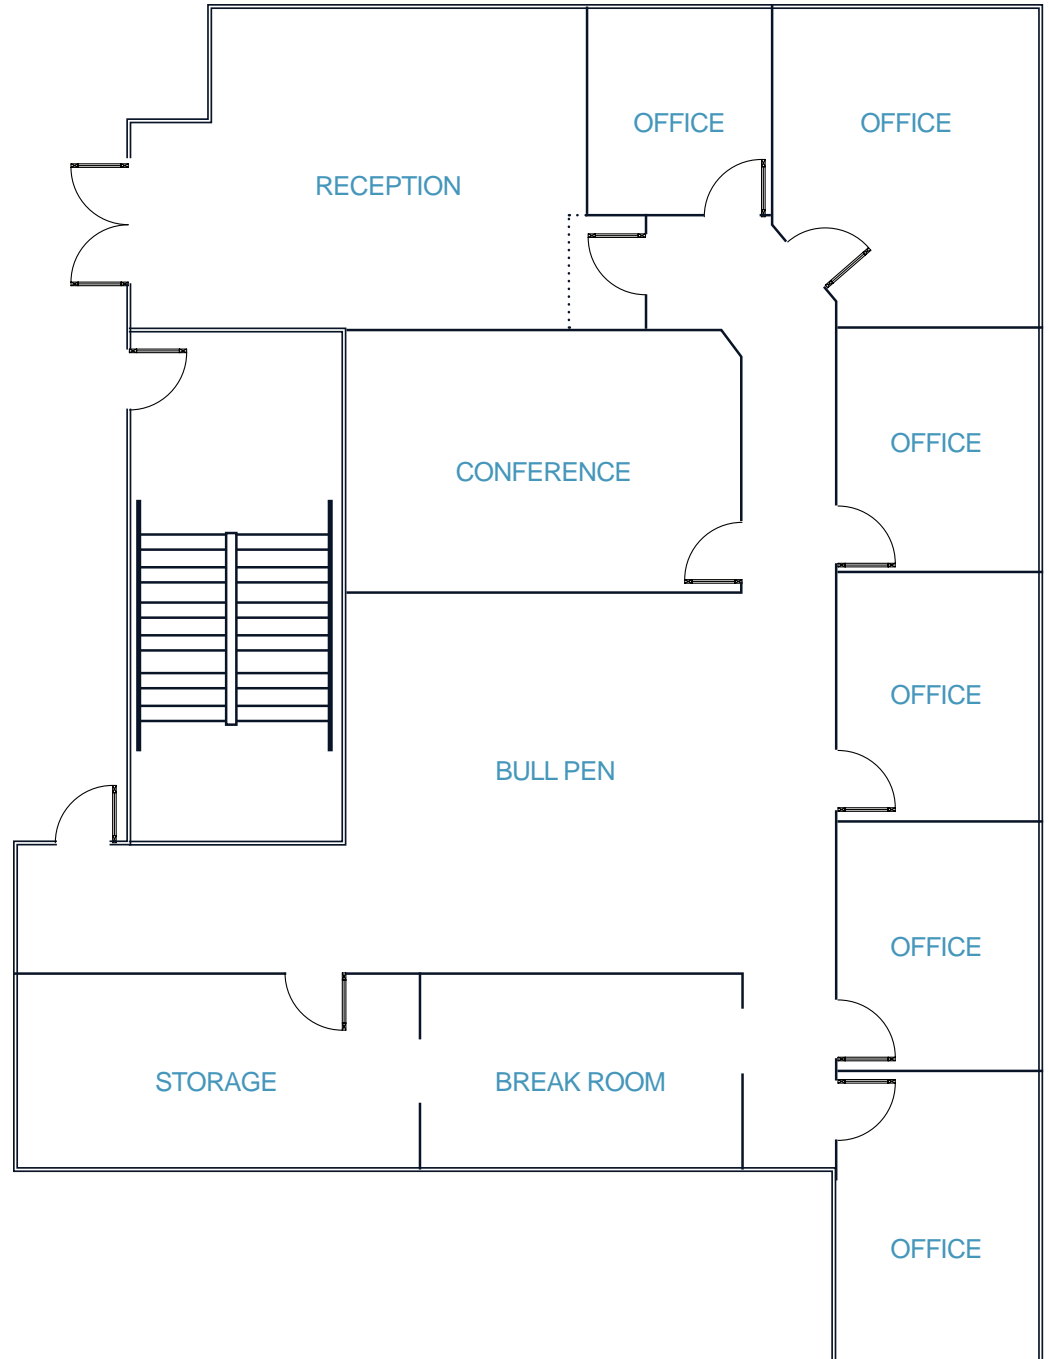 OFFICE
OFFICE
RECEPTION
OFFICE
CONFERENCE
OFFICE
BULL PEN
OFFICE
STORAGE
BREAK ROOM
OFFICE